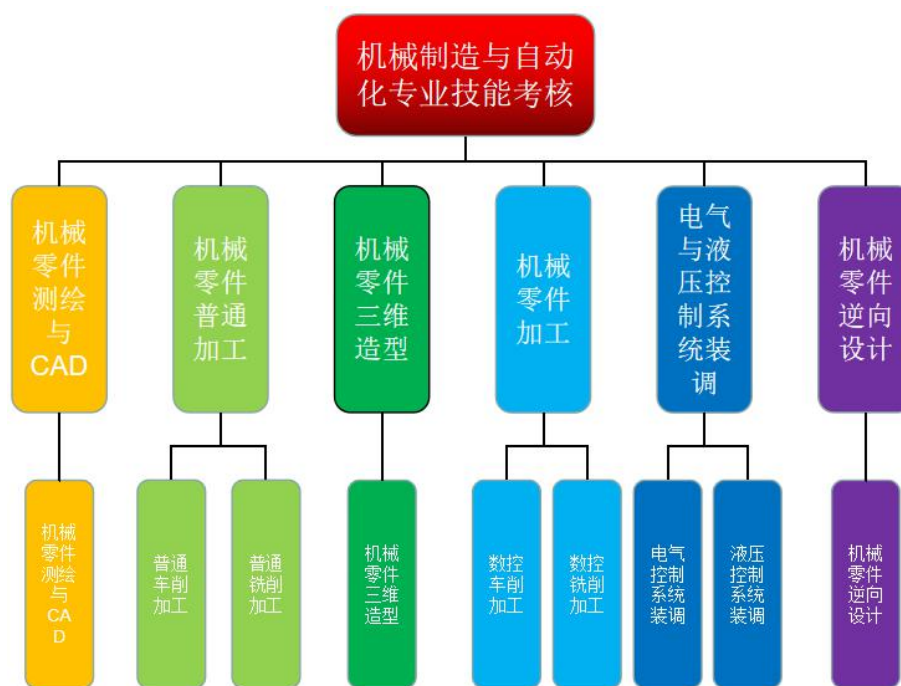 机械制造与自动
化专业技能考核
机械
零件
测绘
与
CAD
机械
零件
普通
加工
机械
零件
三维
造型
机械
零件
加工
电气
与液
压控
制系
统装
调
机械
零件
逆向
设计
机械
零件
测绘
与
CA
D
普通
车削
加工
普通
铣削
加工
机械
零件
三维
造型
数控
车削
加工
数控
铣削
加工
电气
控制
系统
装调
液压
控制
系统
装调
机械
零件
逆向
设计